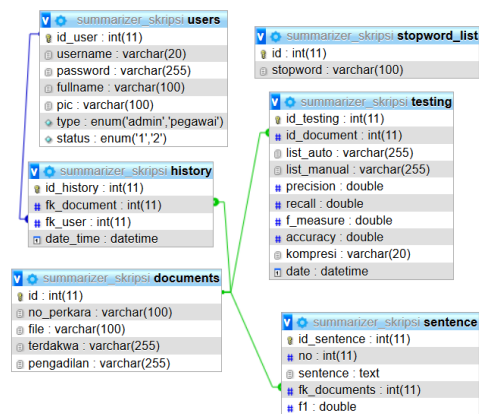 summarizer_skripsi users
id_user : int(11)
username : varchar(20)
password : varchar(255)
fullname : varchar(100)
pic : varchar(100)
type : enum('admin','pegawai')
status : enum('1','2')
summarizer_skripsi stopword_list
id : int(11)
stopword : varchar(100)
summarizer_skripsi testing
id_testing : int(11)
id_document : int(11)
list_auto : varchar(255)
list_manual : varchar(255)
precision : double
recall : double
f_measure : double
accuracy : double
kompresi : varchar(20)
date : datetime
summarizer_skripsi history
id_history : int(11)
fk_document : int(11)
fk_user : int(11)
date_time : datetime
summarizer_skripsi documents
id : int(11)
no_perkara : varchar(100)
file : varchar(100)
terdakwa : varchar(255)
pengadilan : varchar(255)
summarizer_skripsi sentence
id_sentence : int(11)
no : int(11)
sentence : text
fk_documents : int(11)
f1 : double